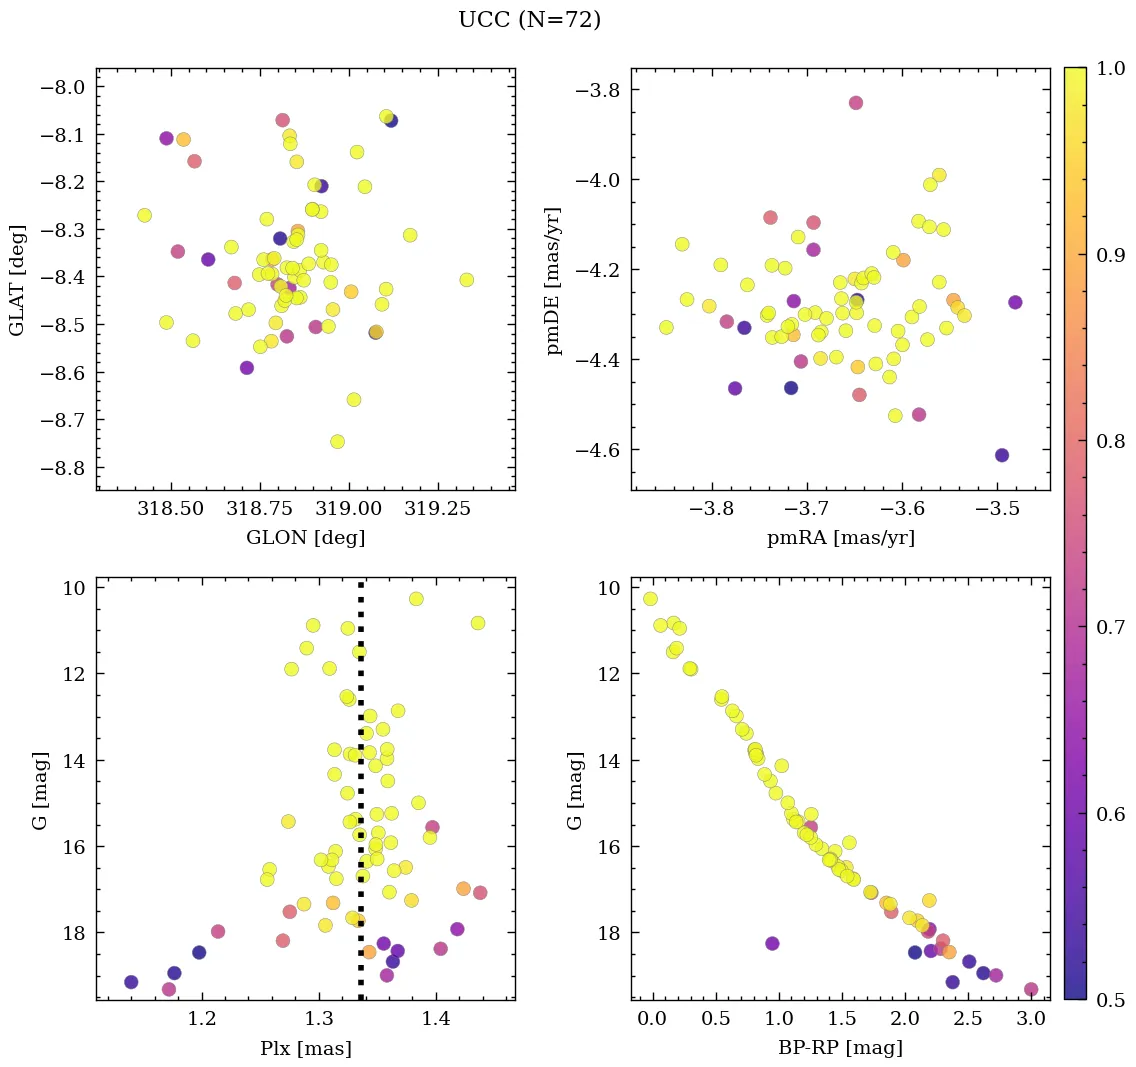 UCC (N=72)
−8.0
−8.1
−8.2
−8.3
−8.4
−8.5
−8.6
−8.7
−8.8
GLAT [deg]
318.50 318.75 319.00 319.25
GLON [deg]
−3.8
−4.0
−4.2
−4.4
−4.6
pmDE [mas/yr]
−3.8 −3.7 −3.6 −3.5
pmRA [mas/yr]
1.0
0.9
0.8
0.7
0.6
0.5
10
12
14
16
18
G [mag]
1.2 1.3 1.4
Plx [mas]
10
12
14
16
18
G [mag]
0.0 0.5 1.0 1.5 2.0 2.5 3.0
BP-RP [mag]